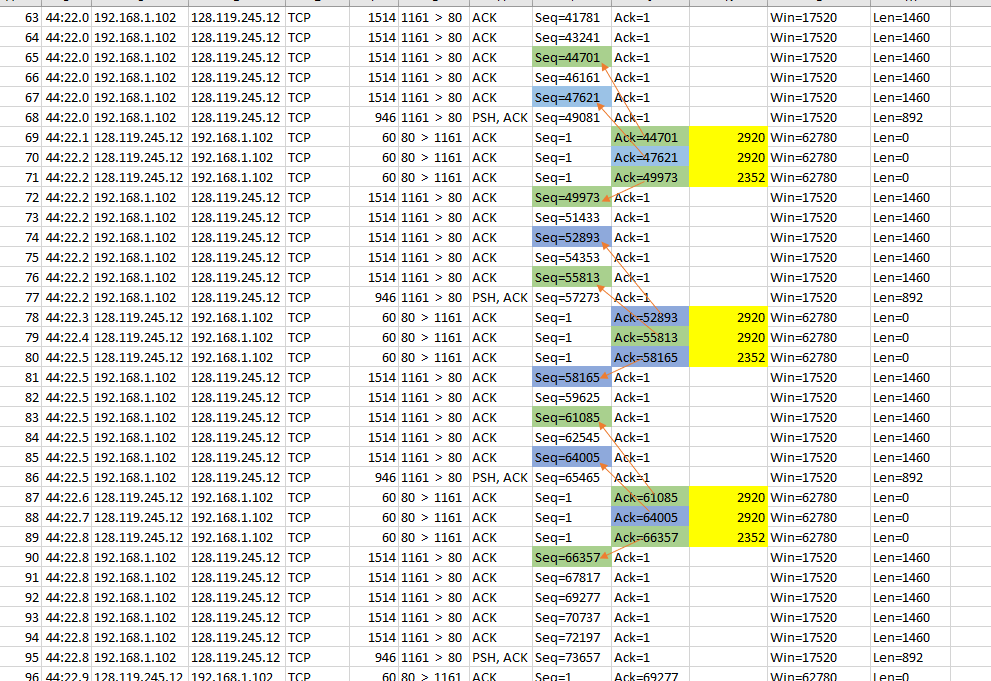 63 44:22.0 192.168.1.102 128.119.245.12 TCP 1514 1161 > 80 ACK Seq=41781 Ack=1 Win=17520 Len=1460
64 44:22.0 192.168.1.102 128.119.245.12 TCP 1514 1161 > 80 ACK Seq=43241 Ack=1 Win=17520 Len=1460
65 44:22.0 192.168.1.102 128.119.245.12 TCP 1514 1161 > 80 ACK Seq=44701 Ack=1 Win=17520 Len=1460
66 44:22.0 192.168.1.102 128.119.245.12 TCP 1514 1161 > 80 ACK Seq=46161 Ack=1 Win=17520 Len=1460
67 44:22.0 192.168.1.102 128.119.245.12 TCP 1514 1161 > 80 ACK Seq=47621 Ack=1 Win=17520 Len=1460
68 44:22.0 192.168.1.102 128.119.245.12 TCP 946 1161 > 80 PSH, ACK Seq=49081 Ack=1 Win=17520 Len=892
69 44:22.1 128.119.245.12 192.168.1.102 TCP 60 80 > 1161 ACK Seq=1 Ack=44701 2920 Win=62780 Len=0
70 44:22.2 128.119.245.12 192.168.1.102 TCP 60 80 > 1161 ACK Seq=1 Ack=47621 2920 Win=62780 Len=0
71 44:22.2 128.119.245.12 192.168.1.102 TCP 60 80 > 1161 ACK Seq=1 Ack=49973 2352 Win=62780 Len=0
72 44:22.2 192.168.1.102 128.119.245.12 TCP 1514 1161 > 80 ACK Seq=49973 Ack=1 Win=17520 Len=1460
73 44:22.2 192.168.1.102 128.119.245.12 TCP 1514 1161 > 80 ACK Seq=51433 Ack=1 Win=17520 Len=1460
74 44:22.2 192.168.1.102 128.119.245.12 TCP 1514 1161 > 80 ACK Seq=52893 Ack=1 Win=17520 Len=1460
75 44:22.2 192.168.1.102 128.119.245.12 TCP 1514 1161 > 80 ACK Seq=54353 Ack=1 Win=17520 Len=1460
76 44:22.2 192.168.1.102 128.119.245.12 TCP 1514 1161 > 80 ACK Seq=55813 Ack=1 Win=17520 Len=1460
77 44:22.2 192.168.1.102 128.119.245.12 TCP 946 1161 > 80 PSH, ACK Seq=57273 Ack=1 Win=17520 Len=892
78 44:22.3 128.119.245.12 192.168.1.102 TCP 60 80 > 1161 ACK Seq=1 Ack=52893 2920 Win=62780 Len=0
79 44:22.4 128.119.245.12 192.168.1.102 TCP 60 80 > 1161 ACK Seq=1 Ack=55813 2920 Win=62780 Len=0
80 44:22.5 128.119.245.12 192.168.1.102 TCP 60 80 > 1161 ACK Seq=1 Ack=58165 2352 Win=62780 Len=0
81 44:22.5 192.168.1.102 128.119.245.12 TCP 1514 1161 > 80 ACK Seq=58165 Ack=1 Win=17520 Len=1460
82 44:22.5 192.168.1.102 128.119.245.12 TCP 1514 1161 > 80 ACK Seq=59625 Ack=1 Win=17520 Len=1460
83 44:22.5 192.168.1.102 128.119.245.12 TCP 1514 1161 > 80 ACK Seq=61085 Ack=1 Win=17520 Len=1460
84 44:22.5 192.168.1.102 128.119.245.12 TCP 1514 1161 > 80 ACK Seq=62545 Ack=1 Win=17520 Len=1460
85 44:22.5 192.168.1.102 128.119.245.12 TCP 1514 1161 > 80 ACK Seq=64005 Ack=1 Win=17520 Len=1460
86 44:22.5 192.168.1.102 128.119.245.12 TCP 946 1161 > 80 PSH, ACK Seq=65465 Ack=1 Win=17520 Len=892
87 44:22.6 128.119.245.12 192.168.1.102 TCP 60 80 > 1161 ACK Seq=1 Ack=61085 2920 Win=62780 Len=0
88 44:22.7 128.119.245.12 192.168.1.102 TCP 60 80 > 1161 ACK Seq=1 Ack=64005 2920 Win=62780 Len=0
89 44:22.8 128.119.245.12 192.168.1.102 TCP 60 80 > 1161 ACK Seq=1 Ack=66357 2352 Win=62780 Len=0
90 44:22.8 192.168.1.102 128.119.245.12 TCP 1514 1161 > 80 ACK Seq=66357 Ack=1 Win=17520 Len=1460
91 44:22.8 192.168.1.102 128.119.245.12 TCP 1514 1161 > 80 ACK Seq=67817 Ack=1 Win=17520 Len=1460
92 44:22.8 192.168.1.102 128.119.245.12 TCP 1514 1161 > 80 ACK Seq=69277 Ack=1 Win=17520 Len=1460
93 44:22.8 192.168.1.102 128.119.245.12 TCP 1514 1161 > 80 ACK Seq=70737 Ack=1 Win=17520 Len=1460
94 44:22.8 192.168.1.102 128.119.245.12 TCP 1514 1161 > 80 ACK Seq=72197 Ack=1 Win=17520 Len=1460
95 44:22.8 192.168.1.102 128.119.245.12 TCP 946 1161 > 80 PSH, ACK Seq=73657 Ack=1 Win=17520 Len=892
96 44:22.9 128.119.245.12 192.168.1.102 TCP 60 80 > 1161 ACK Seq=1 Ack=69277 Win=62780 Len=0